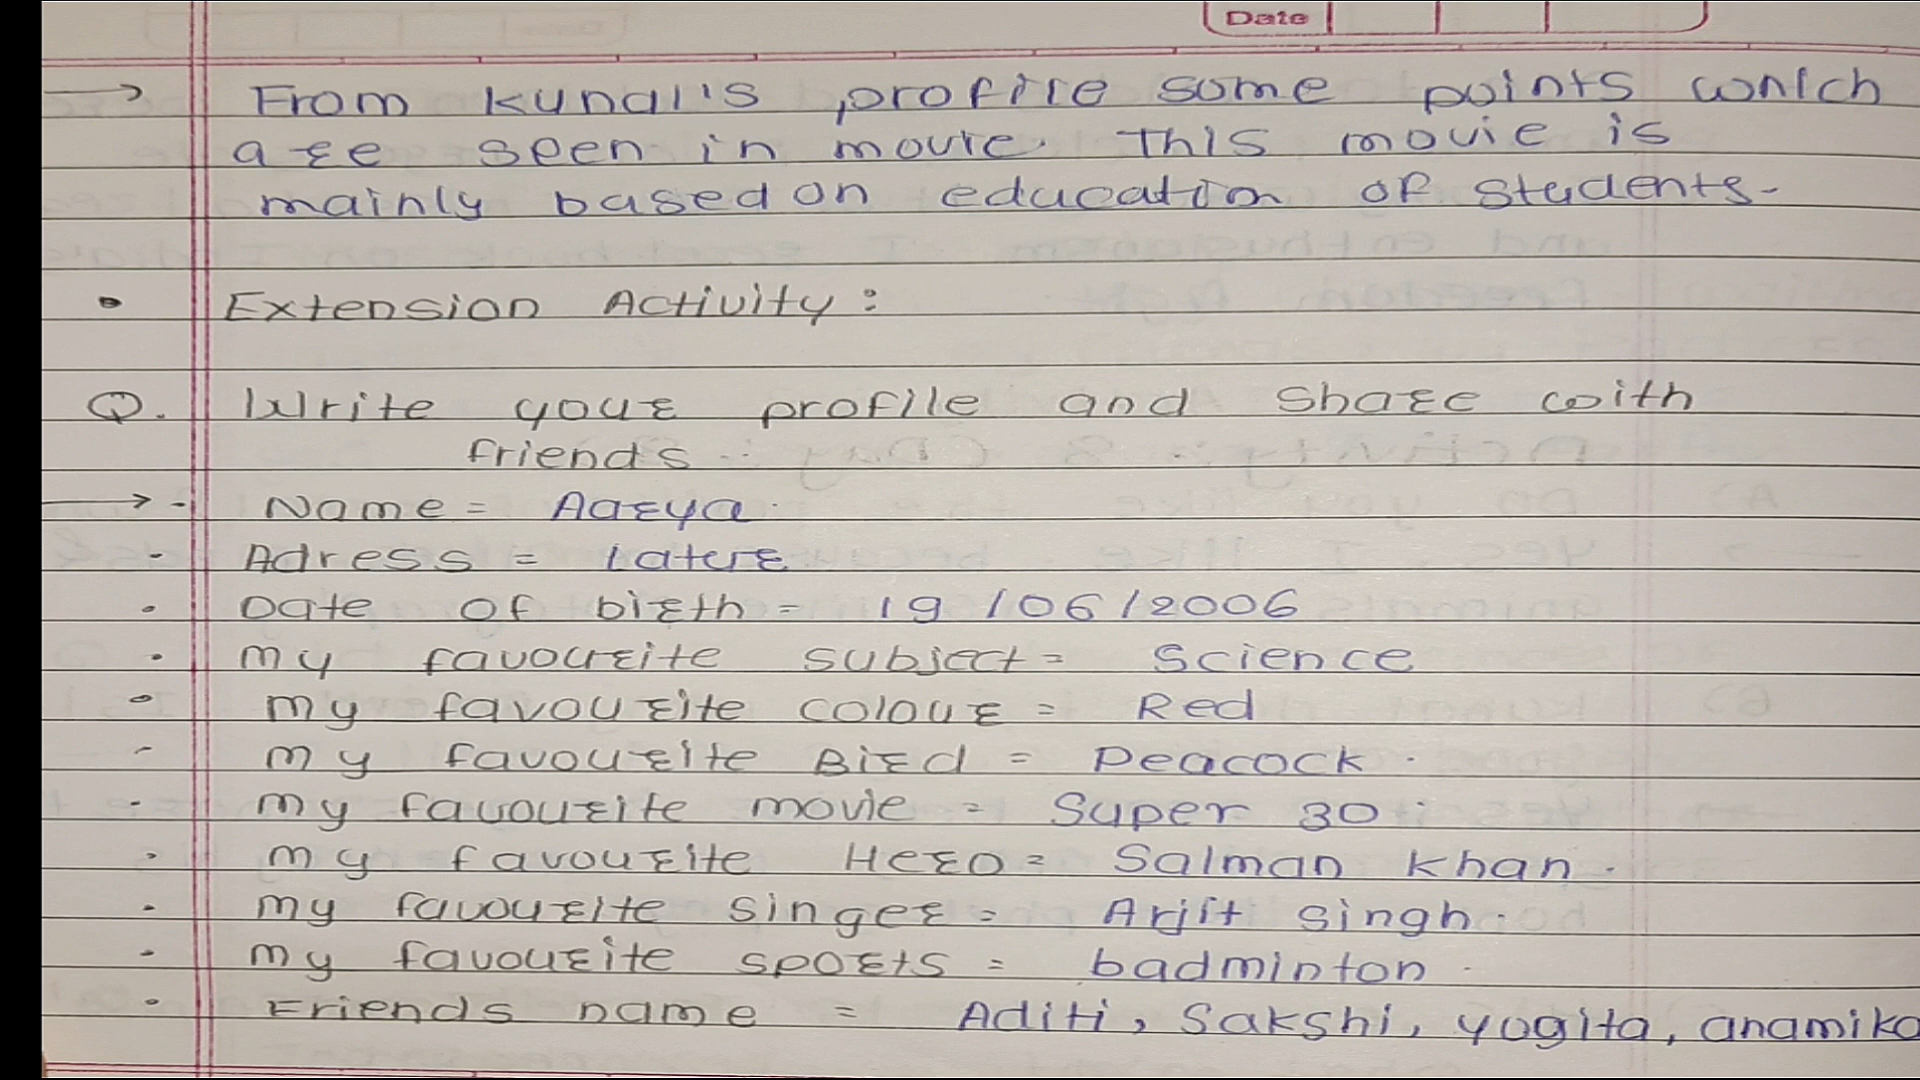 Date
→ From Kunal's profile some points which
are seen in movie. This movie is
mainly based on education of students.
• Extension Activity:
Q. Write your profile and share with
friends.
→ · Name = Aarya.
- Adress = Latur
· Date of birth = 19/06/2006
· My favourite subject = Science
· My favourite colour = Red
- My favourite Bird = Peacock.
· My favourite movie = Super 30.
· My favourite Hero = Salman Khan.
· My favourite singer = Arjit singh.
- My favourite sports = badminton.
· Friends name = Aditi, Sakshi, yogita, anamika